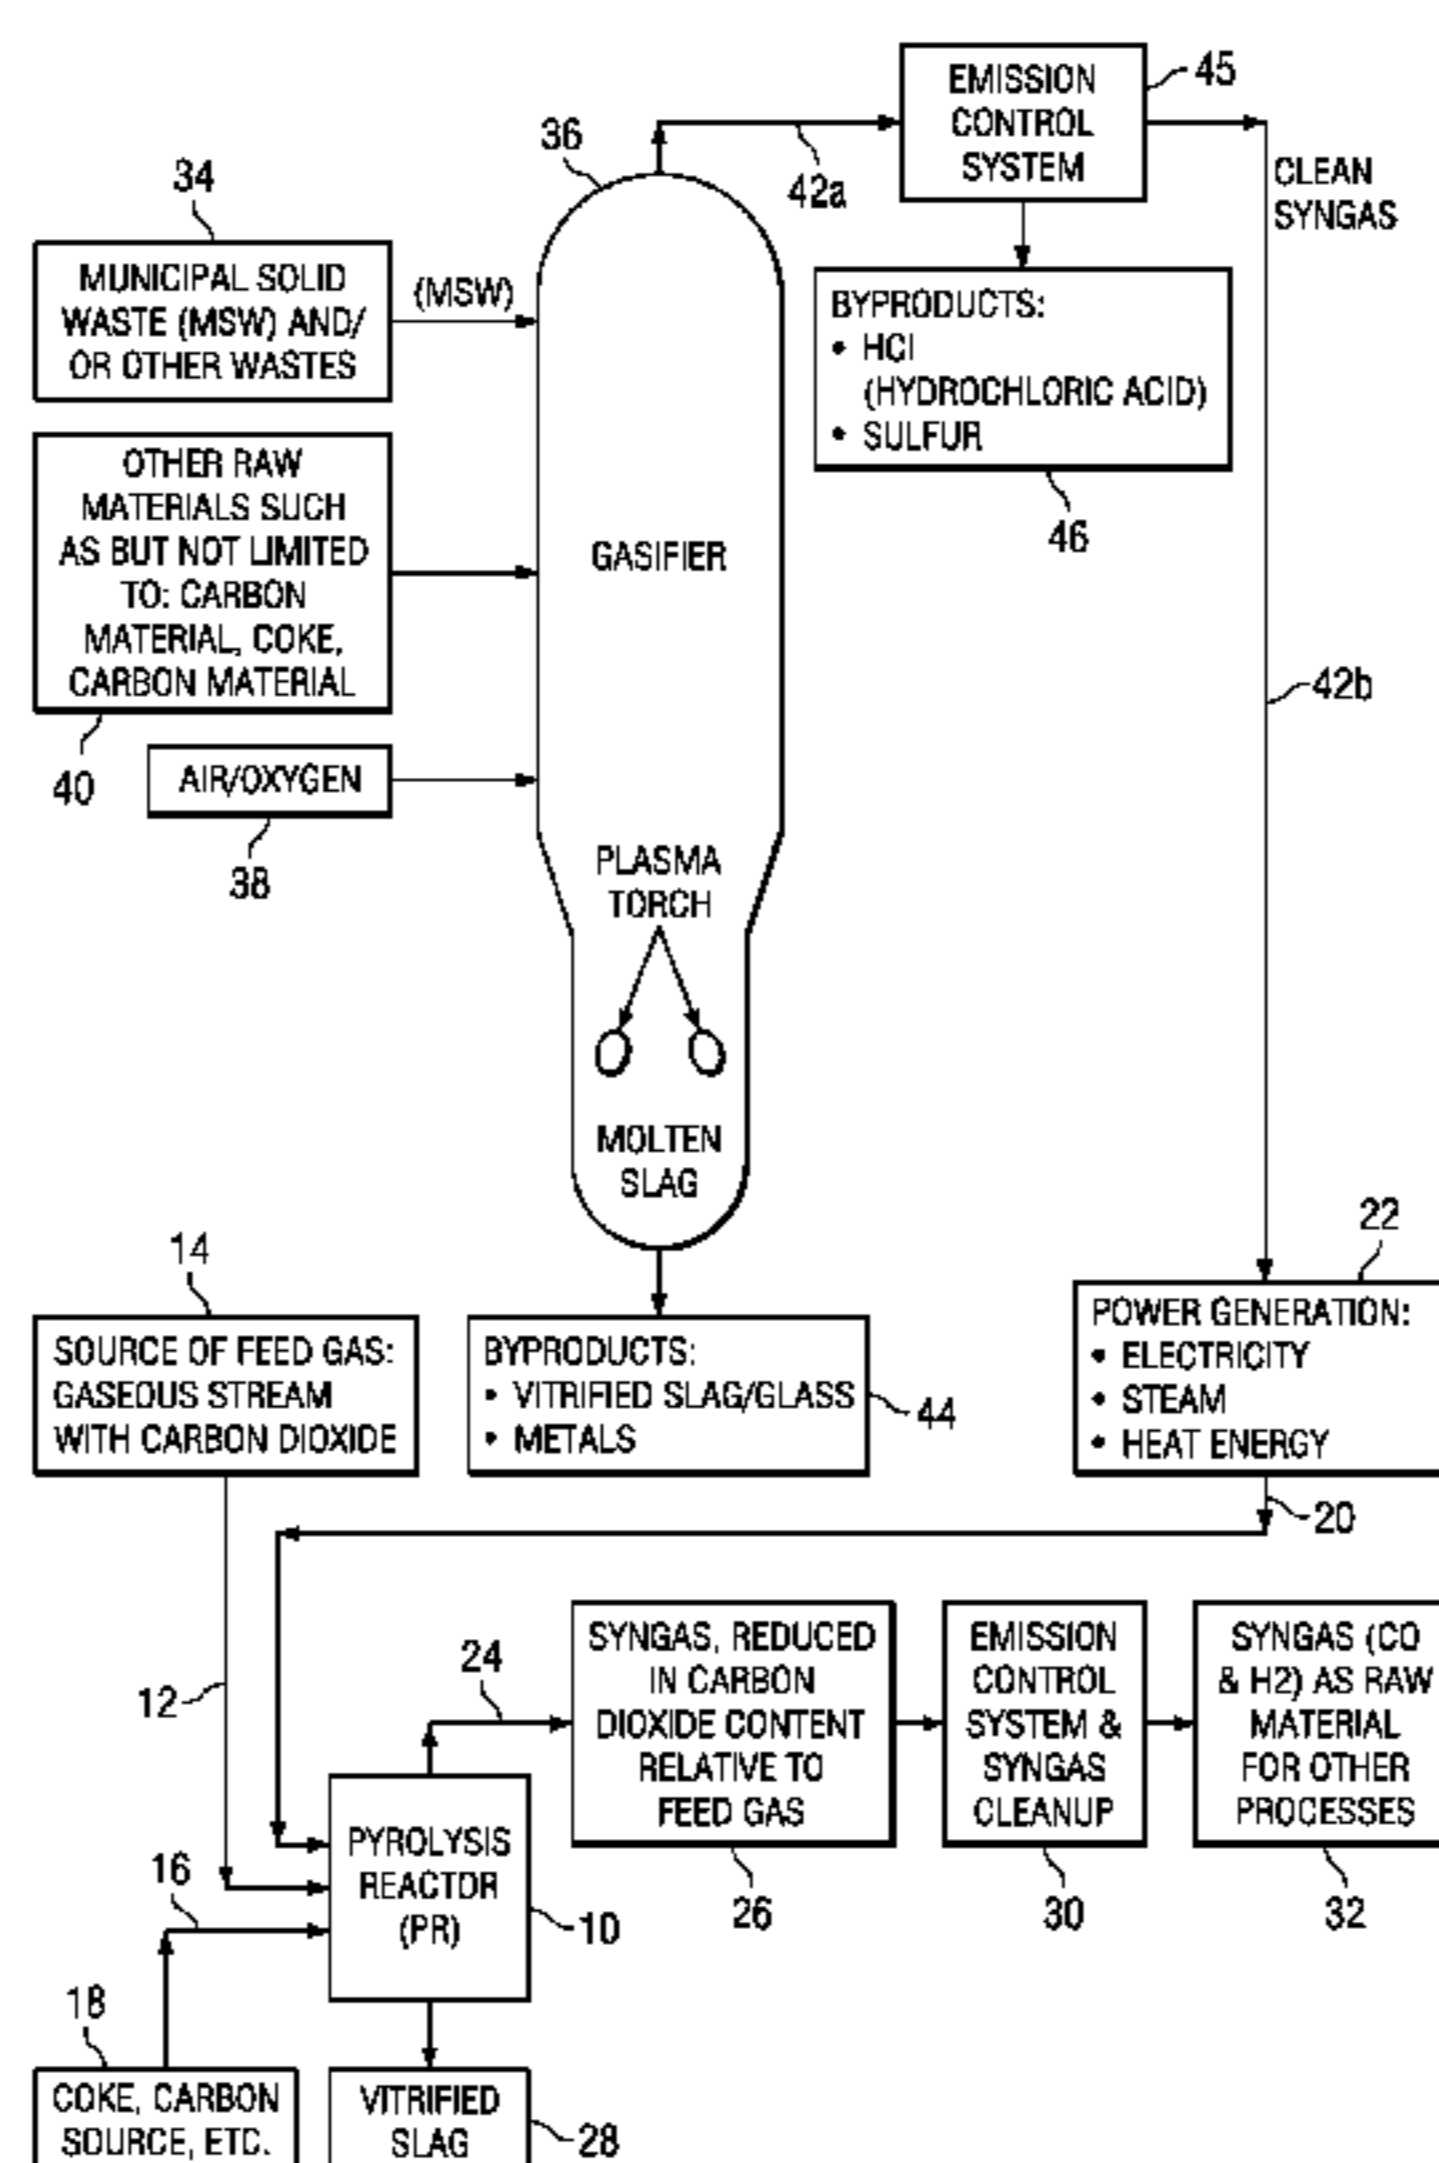 EMISSION
CONTROL
SYSTEM
45
36
42a
CLEAN
SYNGAS
34
MUNICIPAL SOLID
WASTE (MSW) AND/
OR OTHER WASTES
(MSW)
BYPRODUCTS:
• HCl
(HYDROCHLORIC ACID)
• SULFUR
46
OTHER RAW
MATERIALS SUCH
AS BUT NOT LIMITED
TO: CARBON
MATERIAL, COKE,
CARBON MATERIAL
40
GASIFIER
42b
AIR/OXYGEN
38
PLASMA
TORCH
MOLTEN
SLAG
14
SOURCE OF FEED GAS:
GASEOUS STREAM
WITH CARBON DIOXIDE
BYPRODUCTS:
• VITRIFIED SLAG/GLASS
• METALS
44
22
POWER GENERATION:
• ELECTRICITY
• STEAM
• HEAT ENERGY
20
12
24
SYNGAS, REDUCED
IN CARBON
DIOXIDE CONTENT
RELATIVE TO
FEED GAS
26
EMISSION
CONTROL
SYSTEM &
SYNGAS
CLEANUP
30
SYNGAS (CO
& H2) AS RAW
MATERIAL
FOR OTHER
PROCESSES
32
16
PYROLYSIS
REACTOR
(PR)
10
18
COKE, CARBON
SOURCE, ETC.
VITRIFIED
SLAG
28